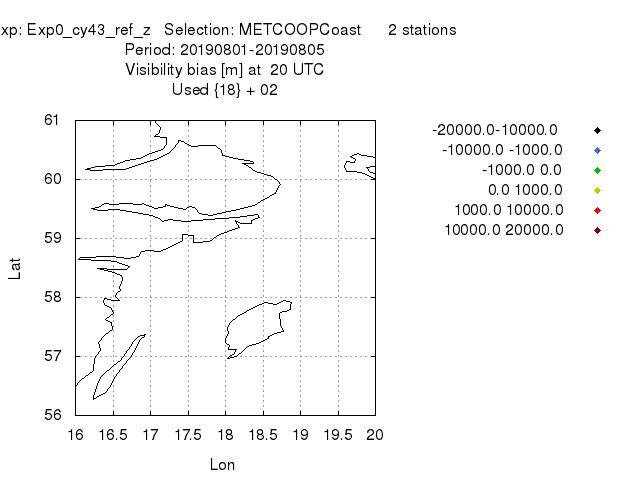 xp: Exp0_cy43_ref_z Selection: METCOOPCoast 2 stations
Period: 20190801-20190805
Visibility bias [m] at 20 UTC
Used {18} + 02
-20000.0-10000.0
-10000.0 -1000.0
-1000.0 0.0
0.0 1000.0
1000.0 10000.0
10000.0 20000.0
61
60
59
58
57
56
Lat
16 16.5 17 17.5 18 18.5 19 19.5 20
Lon